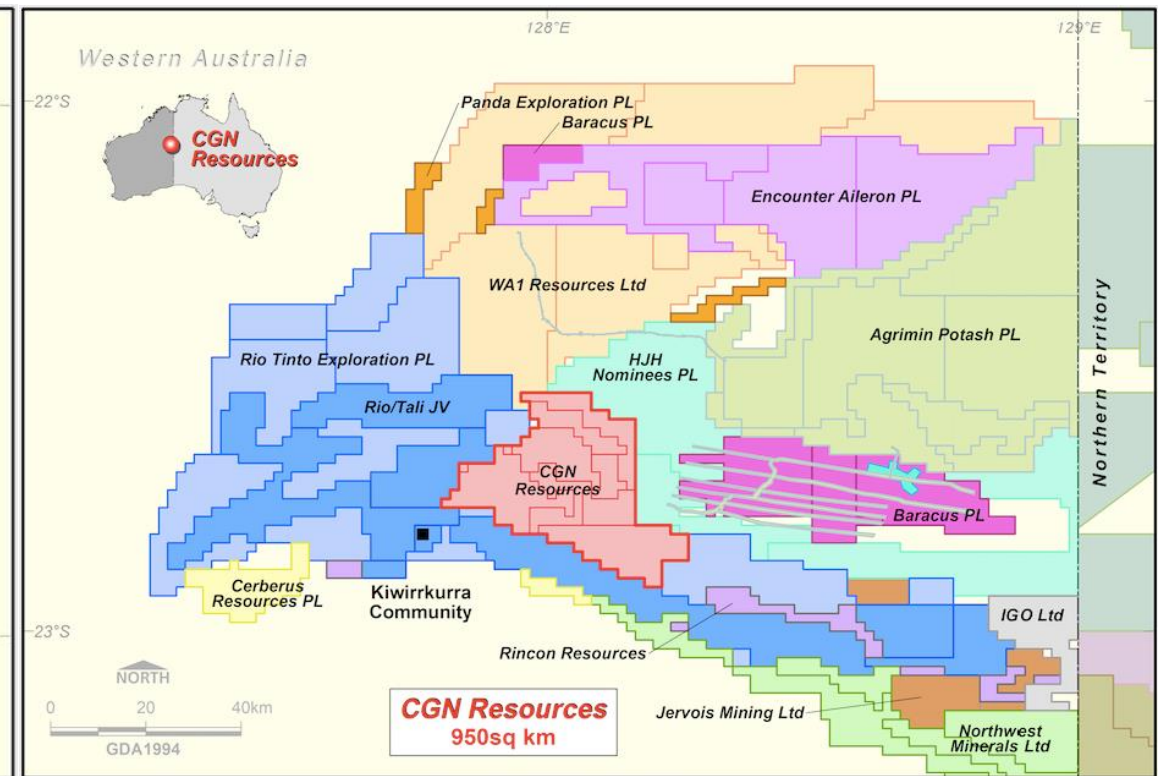 128°E
129°E
Western Australia
22°S
Panda Exploration PL
Baracus PL
CGN
Resources
Encounter Aileron PL
WA1 Resources Ltd
Northern Territory
Agrimin Potash PL
Rio Tinto Exploration PL
HJH
Nominees PL
Rio/Tali JV
CGN
Resources
Baracus PL
Cerberus
Resources PL
Kiwirrkurra
Community
IGO Ltd
23°S
Rincon Resources
NORTH
0 20 40km
GDA1994
CGN Resources
950sq km
Jervois Mining Ltd
Northwest
Minerals Ltd